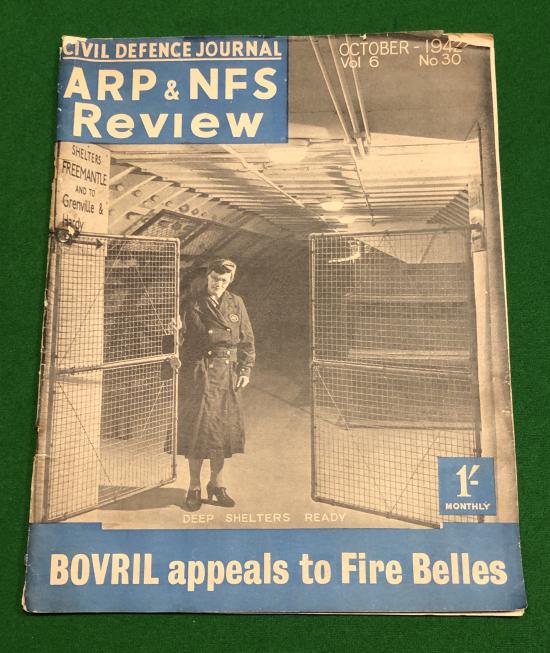 CIVIL DEFENCE JOURNAL
ARP & NFS
Review
OCTOBER - 1942
Vol 6 No 30
SHELTERS
FREEMANTLE
AND TO
Grenville &
Hardy
1/-
MONTHLY
DEEP SHELTERS READY
BOVRIL appeals to Fire Belles